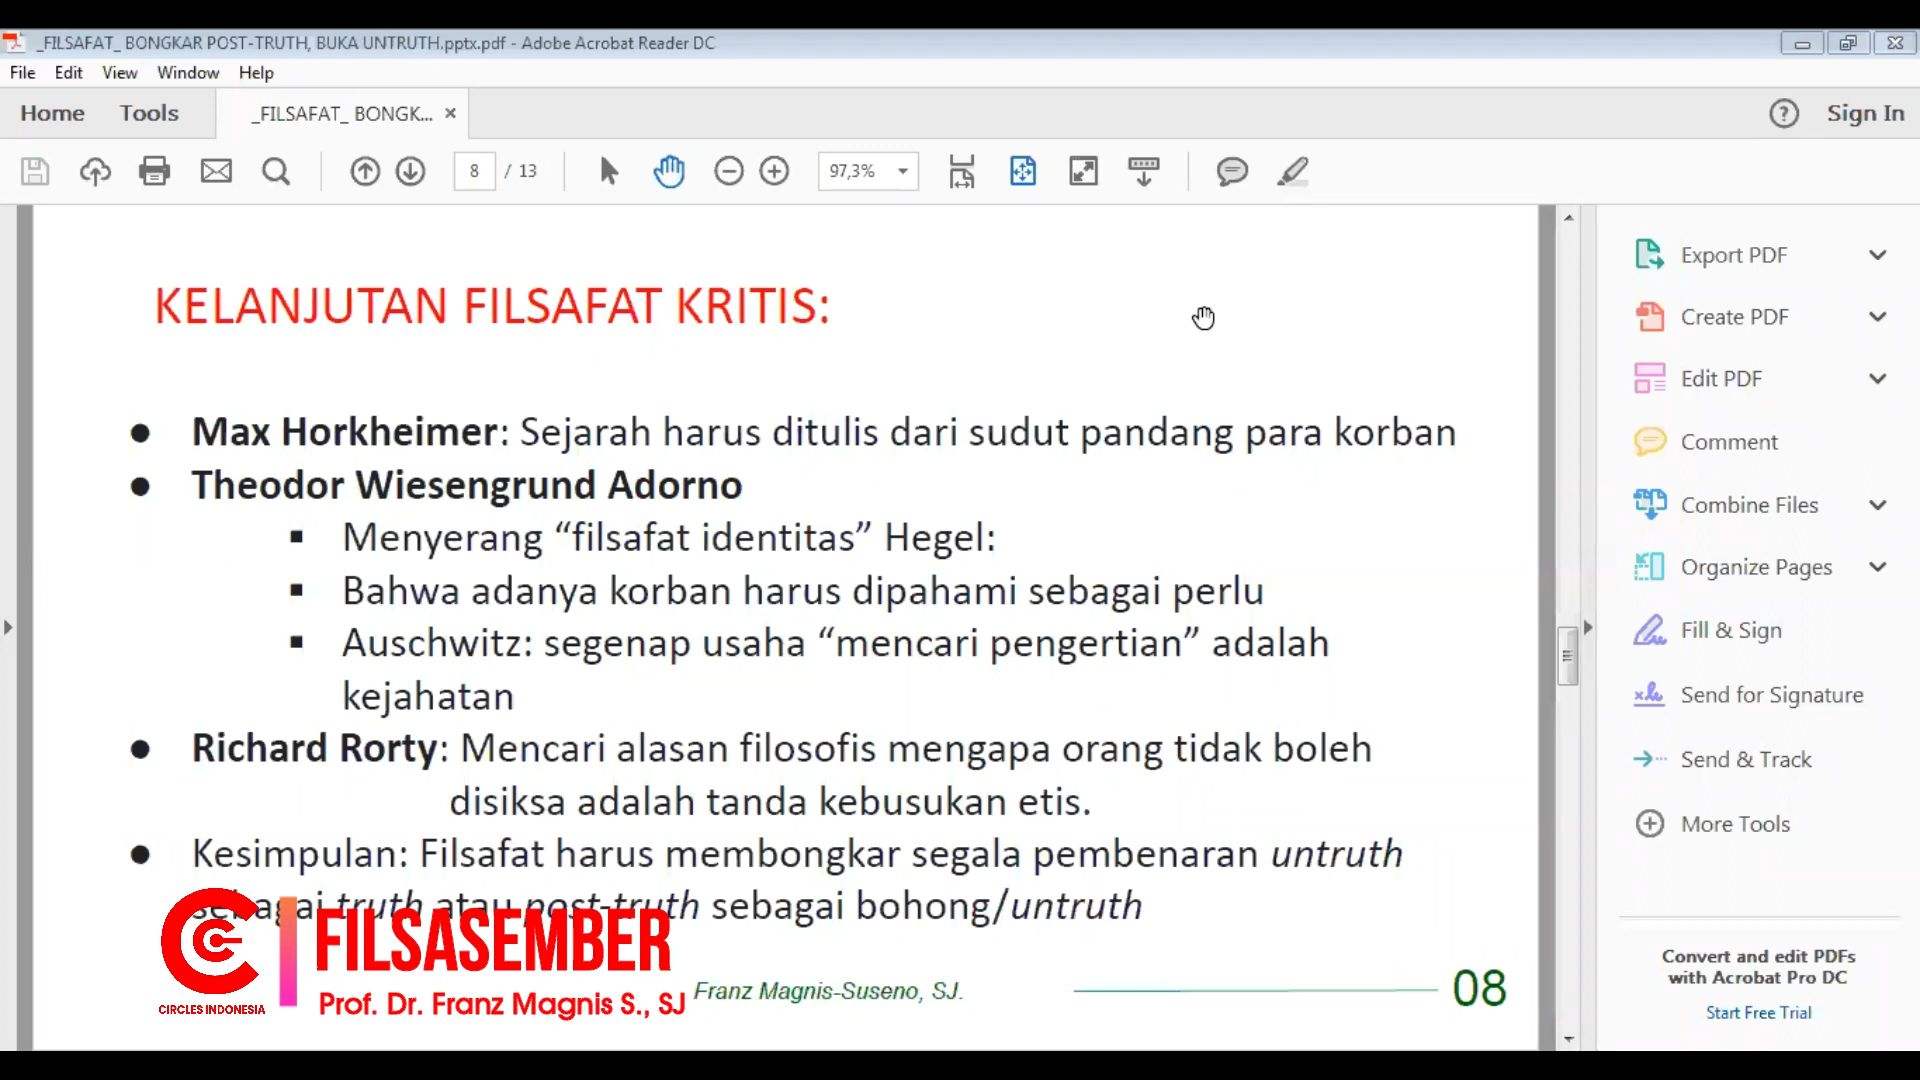 _FILSAFAT_ BONGKAR POST-TRUTH, BUKA UNTRUTH.pptx.pdf - Adobe Acrobat Reader DC
File Edit View Window Help
Home Tools _FILSAFAT_ BONGK... × Sign In
8 / 13 97,3%
KELANJUTAN FILSAFAT KRITIS:
● Max Horkheimer: Sejarah harus ditulis dari sudut pandang para korban
● Theodor Wiesengrund Adorno
▪ Menyerang “filsafat identitas” Hegel:
▪ Bahwa adanya korban harus dipahami sebagai perlu
▪ Auschwitz: segenap usaha “mencari pengertian” adalah
kejahatan
● Richard Rorty: Mencari alasan filosofis mengapa orang tidak boleh
disiksa adalah tanda kebusukan etis.
● Kesimpulan: Filsafat harus membongkar segala pembenaran untruth
sebagai truth atau post-truth sebagai bohong/untruth
FILSASEMBER
Prof. Dr. Franz Magnis S., SJ
CIRCLES INDONESIA
Franz Magnis-Suseno, SJ.
08
Export PDF
Create PDF
Edit PDF
Comment
Combine Files
Organize Pages
Fill & Sign
Send for Signature
Send & Track
More Tools
Convert and edit PDFs
with Acrobat Pro DC
Start Free Trial